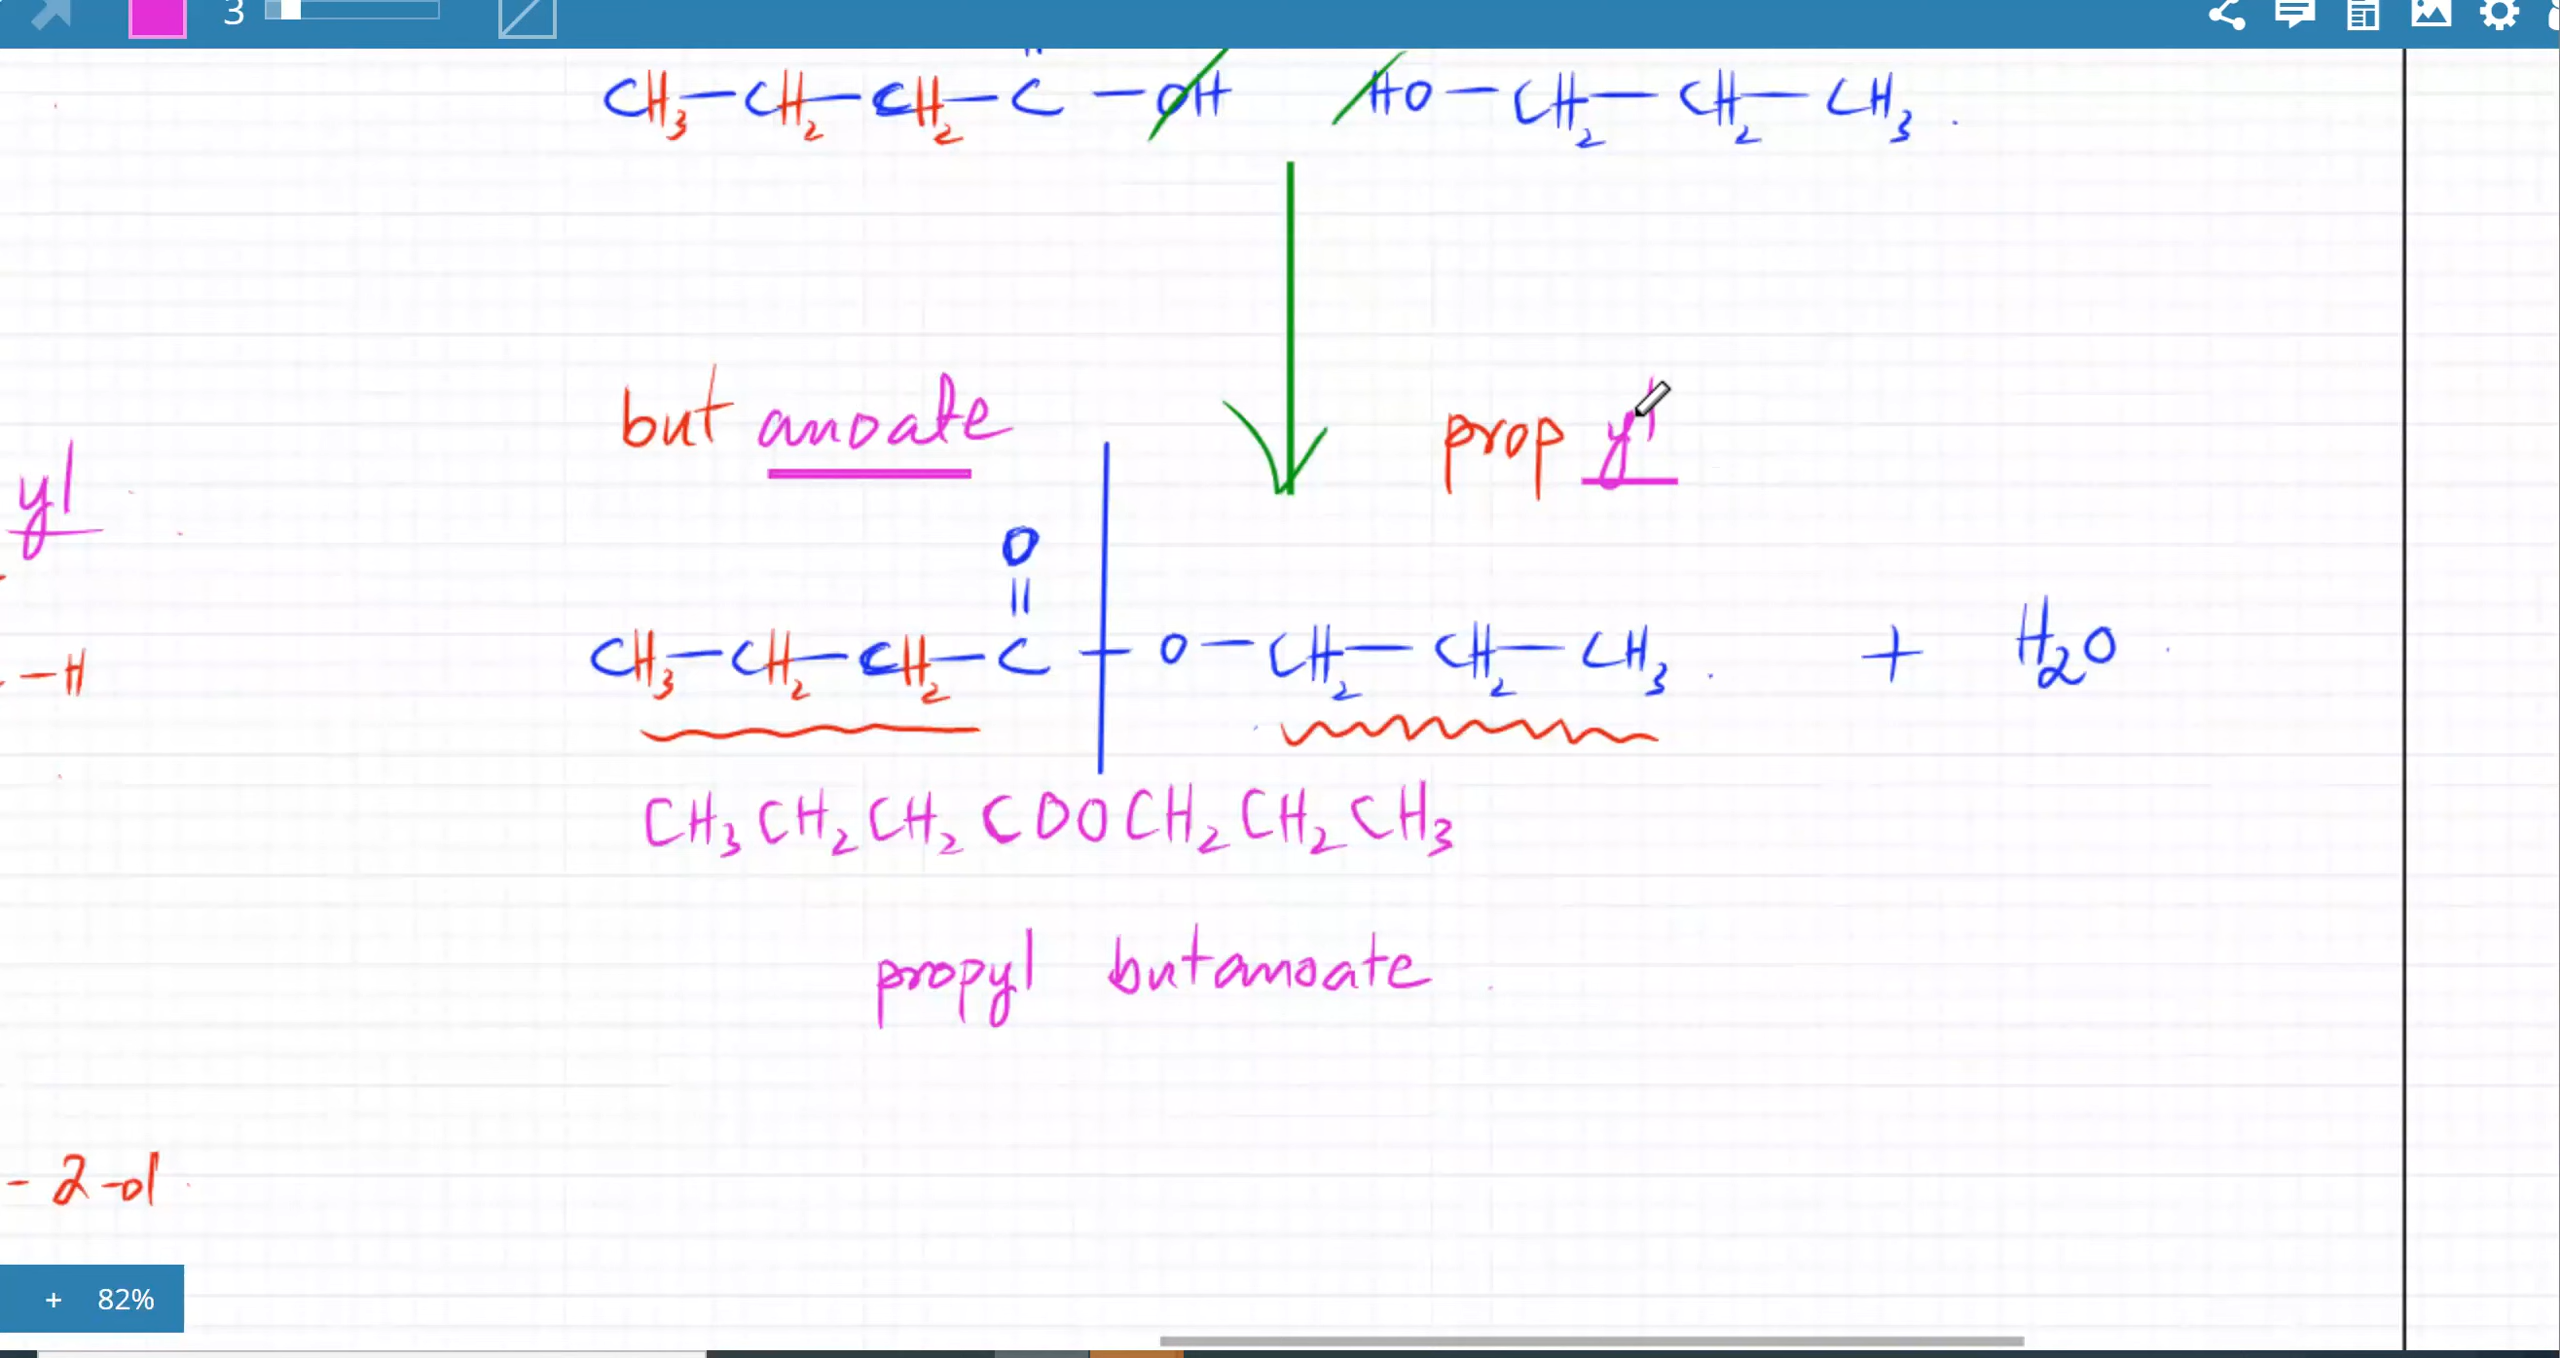 3
CH3-CH2-CH2-C-OH HO-CH2-CH2-CH3.
but anoate
prop yl
yl
O
||
-H
CH3-CH2-CH2-C-O-CH2-CH2-CH3. + H2O
CH3CH2CH2COOCH2CH2CH3
propyl butanoate
- 2-ol
+ 82%